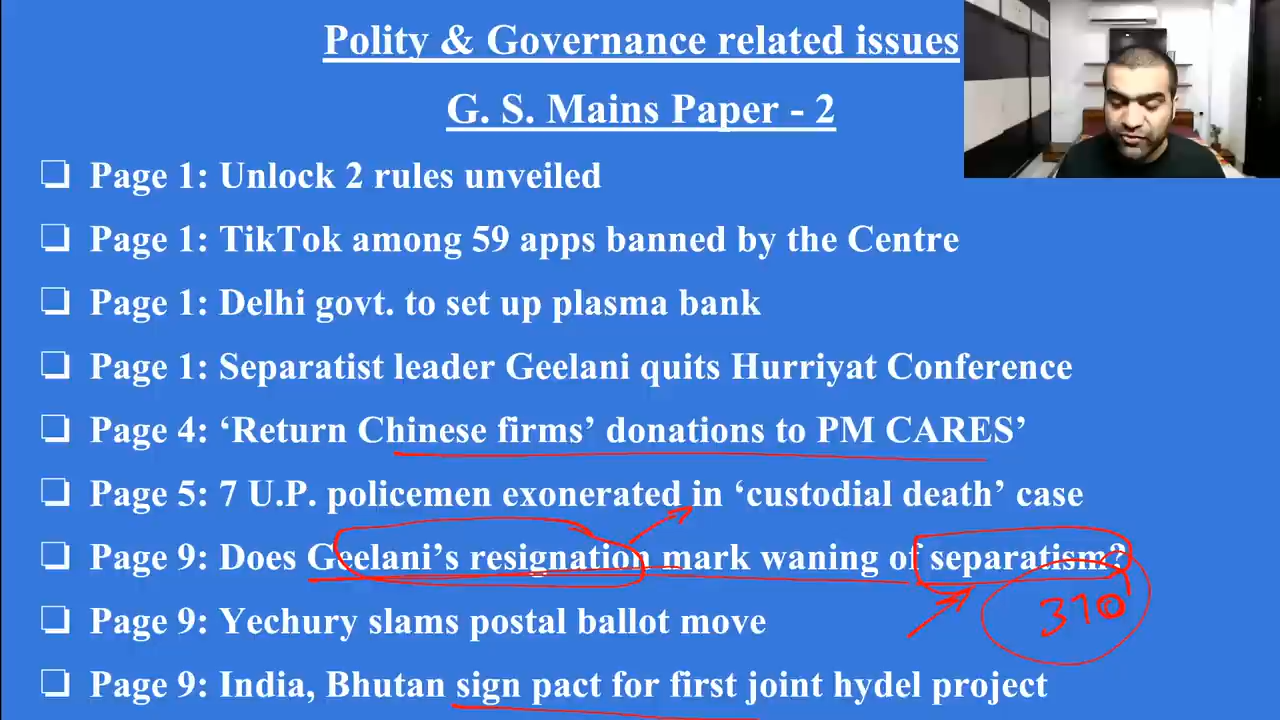 Polity & Governance related issues
G. S. Mains Paper - 2
❏ Page 1: Unlock 2 rules unveiled
❏ Page 1: TikTok among 59 apps banned by the Centre
❏ Page 1: Delhi govt. to set up plasma bank
❏ Page 1: Separatist leader Geelani quits Hurriyat Conference
❏ Page 4: ‘Return Chinese firms’ donations to PM CARES’
❏ Page 5: 7 U.P. policemen exonerated in ‘custodial death’ case
❏ Page 9: Does Geelani’s resignation mark waning of separatism?
370
❏ Page 9: Yechury slams postal ballot move
❏ Page 9: India, Bhutan sign pact for first joint hydel project